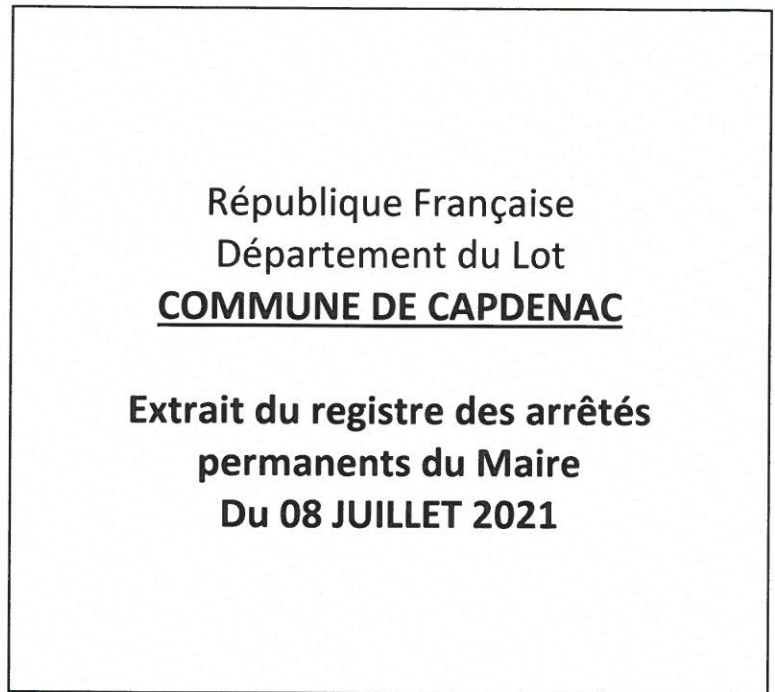 République Française
Département du Lot
COMMUNE DE CAPDENAC
Extrait du registre des arrêtés
permanents du Maire
Du 08 JUILLET 2021